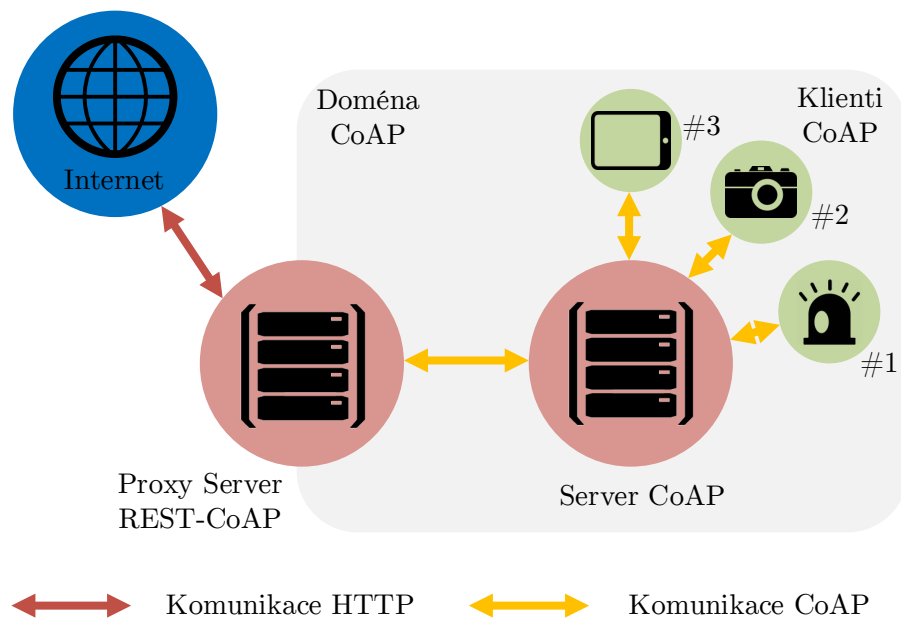 Internet
Doména
CoAP
Klienti
CoAP
#3
#2
#1
Proxy Server
REST-CoAP
Server CoAP
Komunikace HTTP
Komunikace CoAP